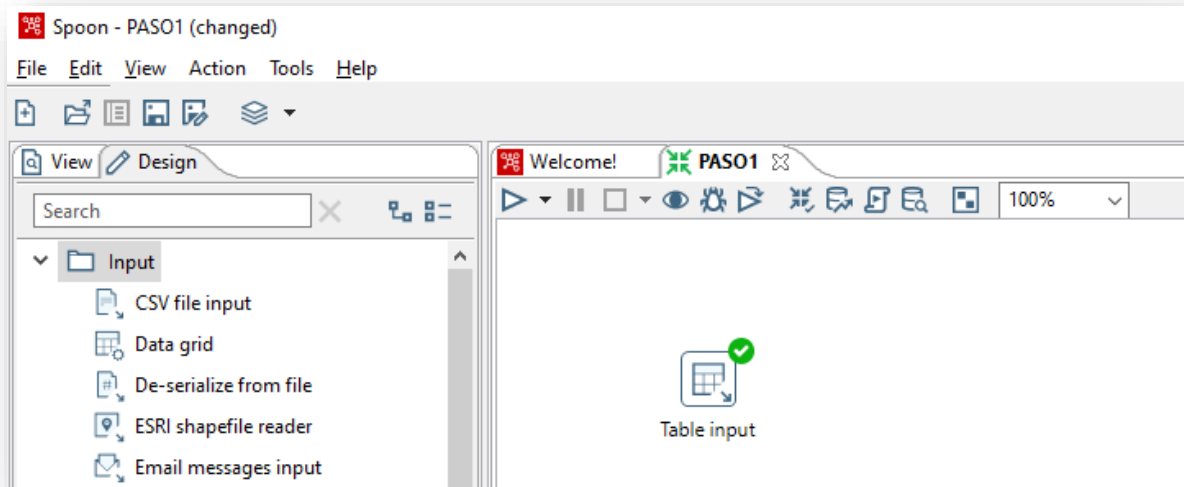 Spoon - PASO1 (changed)
File Edit View Action Tools Help
View Design
Welcome! PASO1
Search
100%
Input
CSV file input
Data grid
De-serialize from file
ESRI shapefile reader
Email messages input
Table input